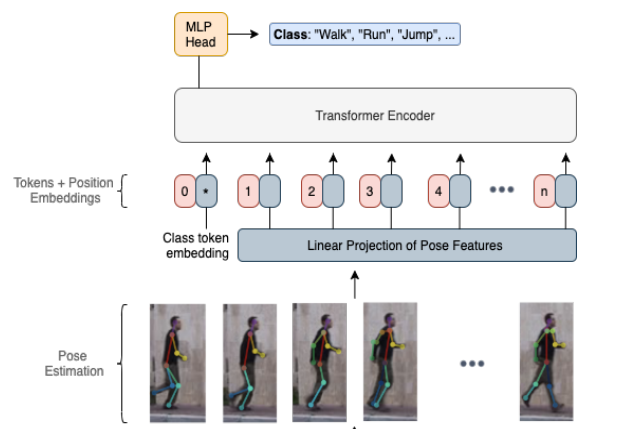 MLP
Head
Class: "Walk", "Run", "Jump", ...
Transformer Encoder
Tokens + Position
Embeddings
0 * 1 2 3 4 ••• n
Class token
embedding
Linear Projection of Pose Features
Pose
Estimation
•••